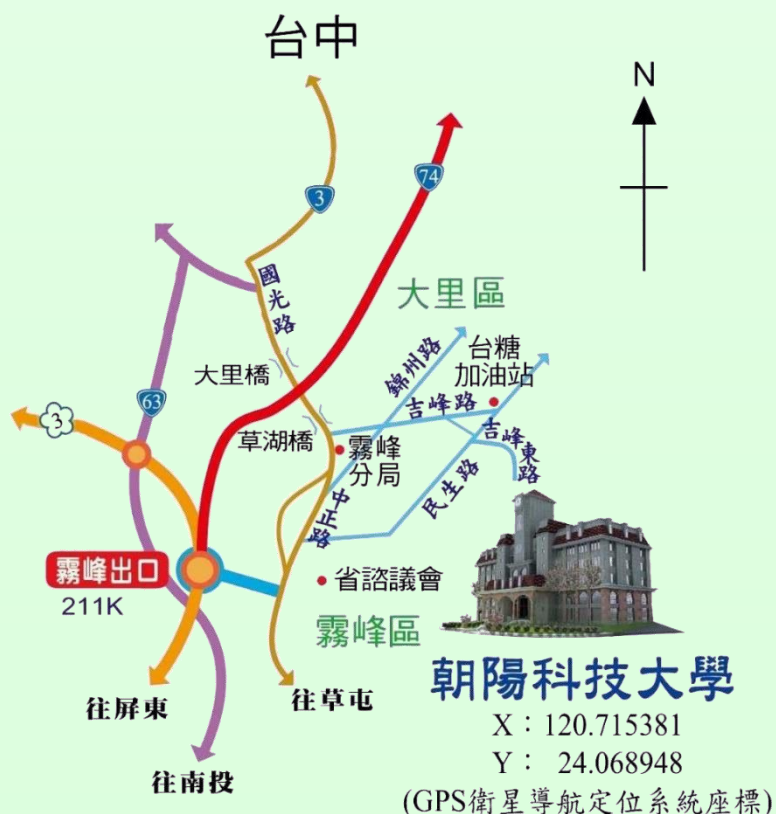 台中
N
74
3
國光路
大里區
大里橋
錦州路
台糖
加油站
63
3
吉峰路
草湖橋
霧峰
分局
吉峰東路
中正路
民生路
霧峰出口
211K
省諮議會
霧峰區
朝陽科技大學
往屏東
往草屯
往南投
X：120.715381
Y： 24.068948
(GPS衛星導航定位系統座標)